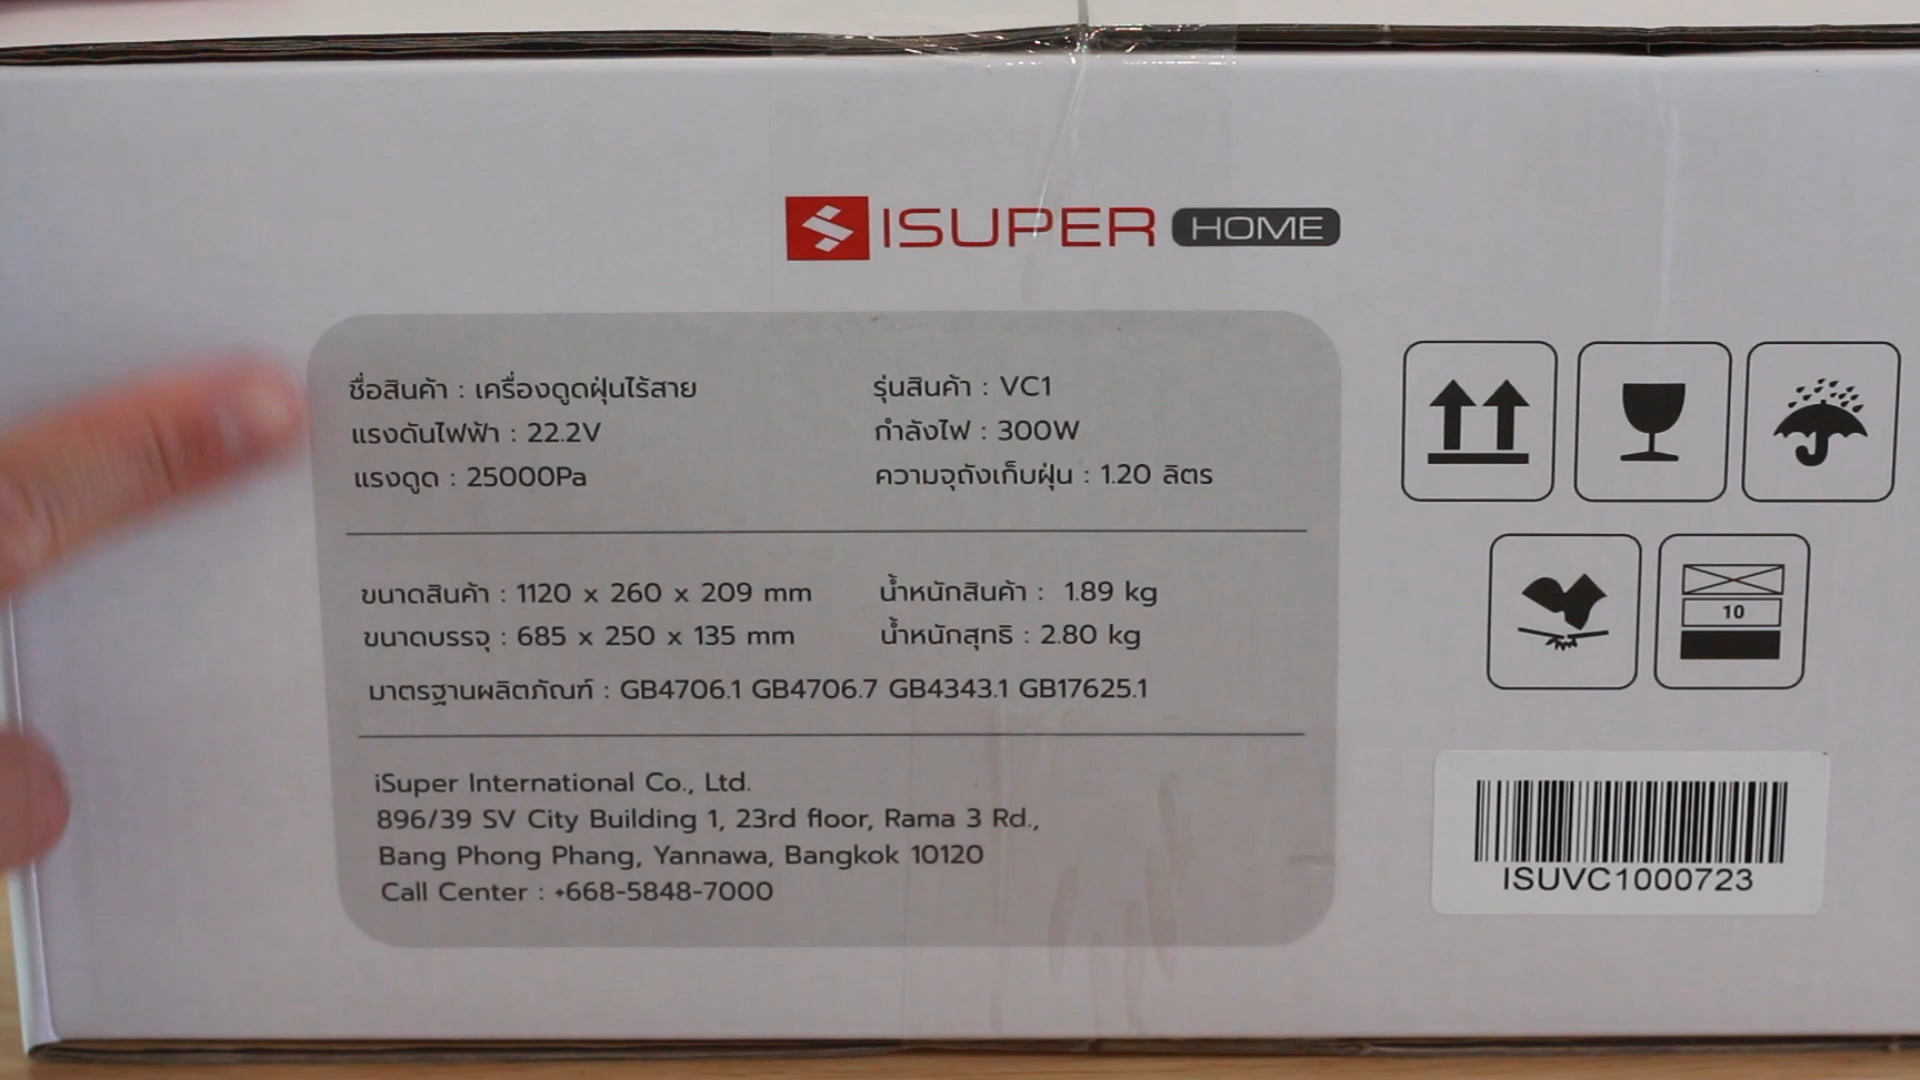 ISUPER HOME
ชื่อสินค้า : เครื่องดูดฝุ่นไร้สาย
รุ่นสินค้า : VC1
แรงดันไฟฟ้า : 22.2V
กำลังไฟ : 300W
แรงดูด : 25000Pa
ความจุถังเก็บฝุ่น : 1.20 ลิตร
ขนาดสินค้า : 1120 x 260 x 209 mm
น้ำหนักสินค้า : 1.89 kg
ขนาดบรรจุ : 685 x 250 x 135 mm
น้ำหนักสุทธิ : 2.80 kg
มาตรฐานผลิตภัณฑ์ : GB4706.1 GB4706.7 GB4343.1 GB17625.1
iSuper International Co., Ltd.
896/39 SV City Building 1, 23rd floor, Rama 3 Rd.,
Bang Phong Phang, Yannawa, Bangkok 10120
Call Center : +668-5848-7000
10
ISUVC1000723